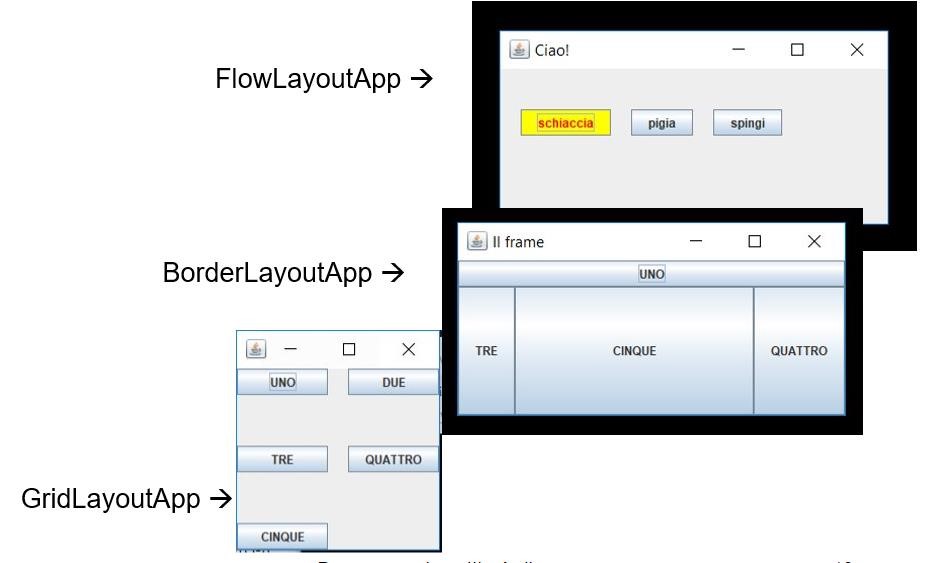 Ciao!
FlowLayoutApp →
schiaccia pigia spingi
Il frame
BorderLayoutApp →
UNO
TRE CINQUE QUATTRO
UNO DUE
TRE QUATTRO
GridLayoutApp →
CINQUE